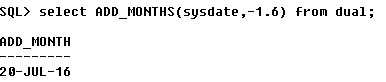 SQL> select ADD_MONTHS(sysdate,-1.6) from dual;
ADD_MONTH
---------
20-JUL-16